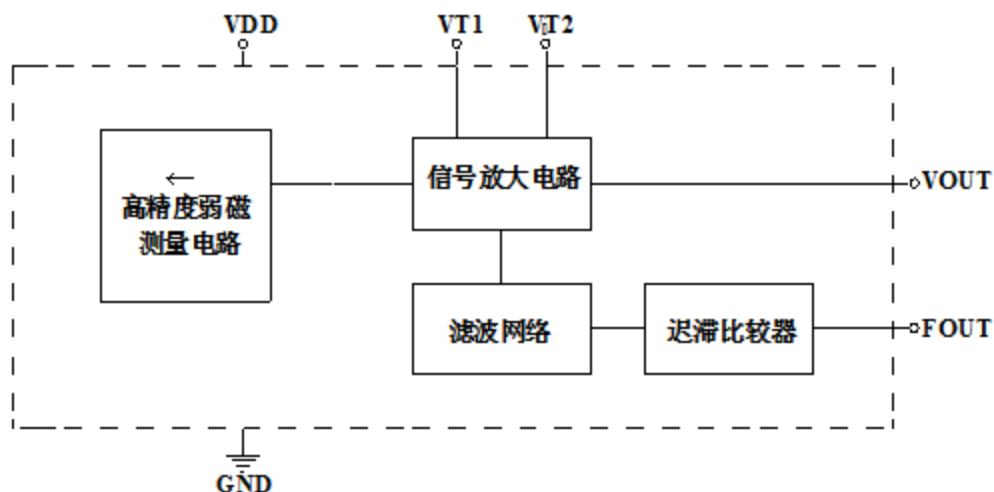 VDD
VT1
VT2
←
高精度弱磁
测量电路
信号放大电路
VOUT
滤波网络
迟滞比较器
FOUT
GND